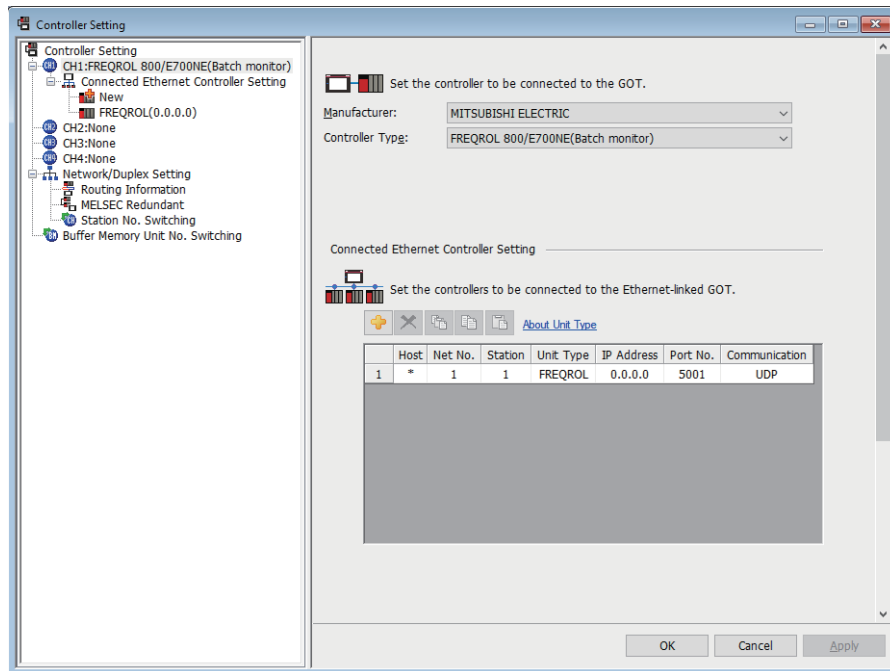 Controller Setting
Controller Setting
CH1:FREQROL 800/E700NE(Batch monitor)
Connected Ethernet Controller Setting
New
FREQROL(0.0.0.0)
CH2:None
CH3:None
CH4:None
Network/Duplex Setting
Routing Information
MELSEC Redundant
Station No. Switching
Buffer Memory Unit No. Switching
Set the controller to be connected to the GOT.
Manufacturer: MITSUBISHI ELECTRIC
Controller Type: FREQROL 800/E700NE(Batch monitor)
Connected Ethernet Controller Setting
Set the controllers to be connected to the Ethernet-linked GOT.
About Unit Type
Host Net No. Station Unit Type IP Address Port No. Communication
1 * 1 1 FREQROL 0.0.0.0 5001 UDP
OK Cancel Apply